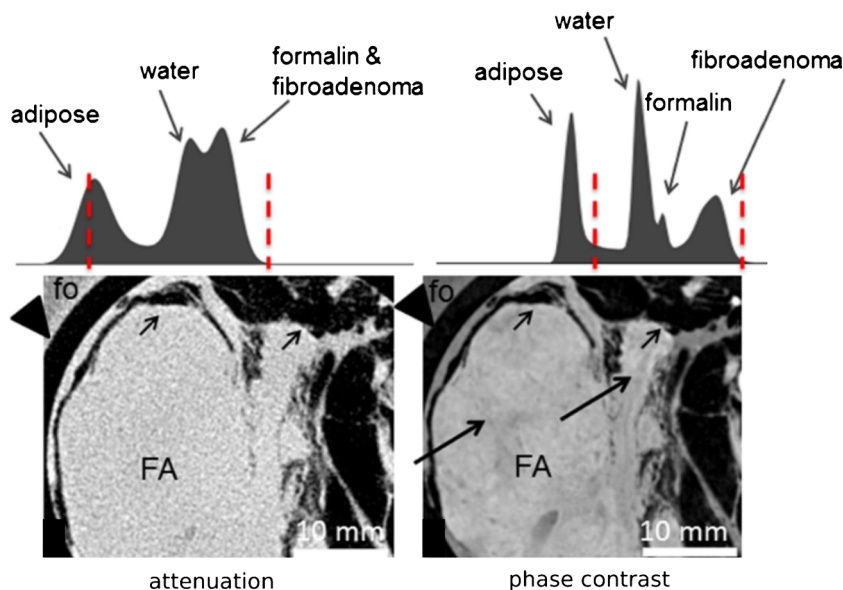 adipose
water
formalin &
fibroadenoma
adipose
water
formalin
fibroadenoma
fo
FA
10 mm
fo
FA
10 mm
attenuation
phase contrast